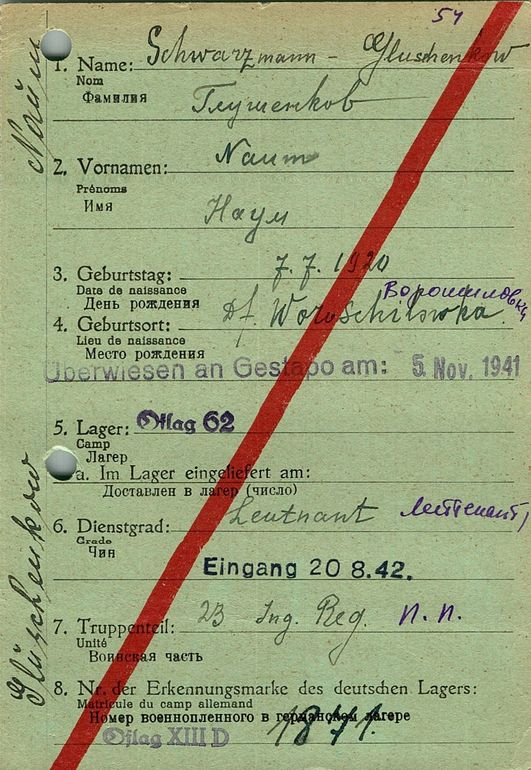 54
1. Name: Schwarzmann - Gluschenkow
Nom
Фамилия
Глушенков
2. Vornamen: Naum
Prénoms
Имя
Наум
3. Geburtstag: 7.7.1920
Date de naissance
День рождения
Ворошиловка
4. Geburtsort: Df. Woroschilowka
Lieu de naissance
Место рождения
Überwiesen an Gestapo am: 5. Nov. 1941
5. Lager: Oflag 62
Camp
Лагерь
a. Im Lager eingeliefert am:
Доставлен в лагерь (число)
6. Dienstgrad: Leutnant лейтенант
Grade
Чин
Eingang 20 8.42.
7. Truppenteil: 23 Ing. Reg. п.п.
Unité
Воинская часть
8. Nr. der Erkennungsmarke des deutschen Lagers:
Matricule du camp allemand
Номер военнопленного в германском лагере
Oflag XIII D 1871.
Naum
Glüschenkow